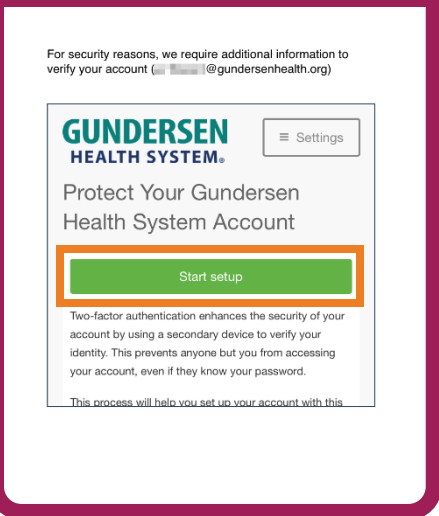 For security reasons, we require additional information to
verify your account ( @gundersenhealth.org)
GUNDERSEN
HEALTH SYSTEM®
≡ Settings
Protect Your Gundersen
Health System Account
Start setup
Two-factor authentication enhances the security of your
account by using a secondary device to verify your
identity. This prevents anyone but you from accessing
your account, even if they know your password.
This process will help you set up your account with this